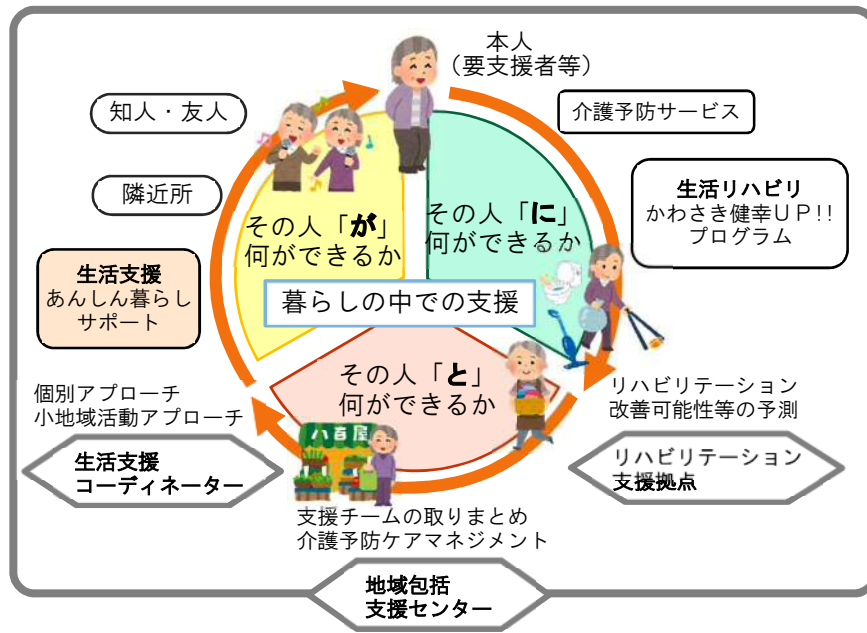 本人
（要支援者等）
知人・友人
介護予防サービス
隣近所
生活リハビリ
かわさき健幸ＵＰ!!
プログラム
その人「が」
何ができるか
その人「に」
何ができるか
生活支援
あんしん暮らし
サポート
暮らしの中での支援
その人「と」
何ができるか
個別アプローチ
小地域活動アプローチ
リハビリテーション
改善可能性等の予測
八百屋
生活支援
コーディネーター
リハビリテーション
支援拠点
支援チームの取りまとめ
介護予防ケアマネジメント
地域包括
支援センター